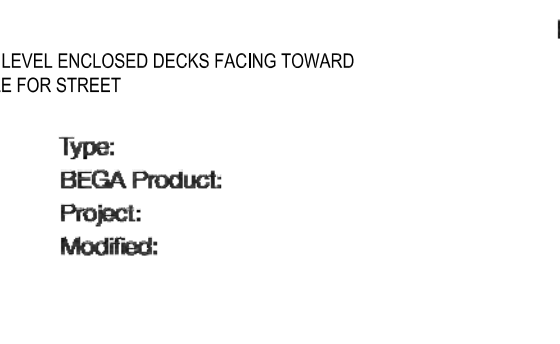 LEVEL ENCLOSED DECKS FACING TOWARD
E FOR STREET
Type:
BEGA Product:
Project:
Modified: